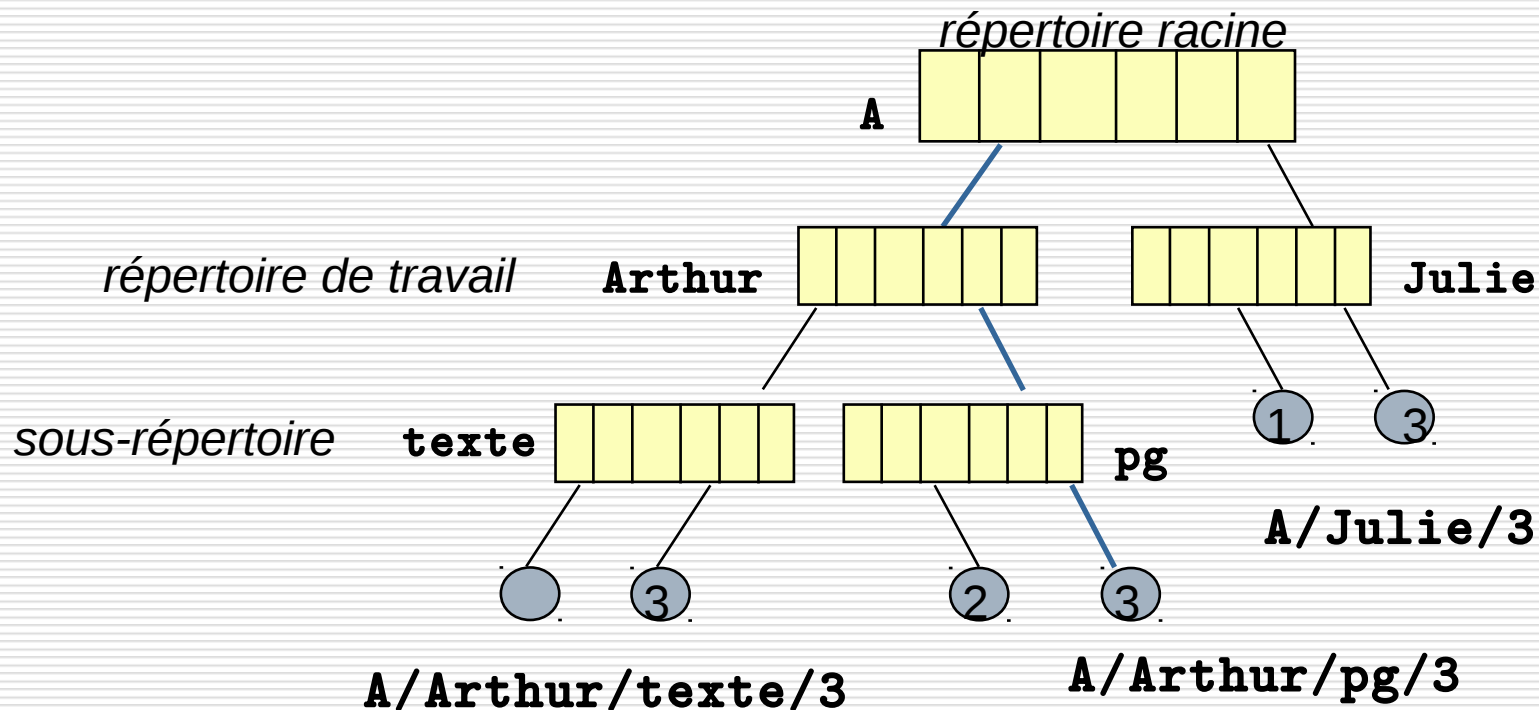 répertoire racine
A
répertoire de travail
Arthur
Julie
sous-répertoire
texte
pg
1
3
A/Julie/3
3
2
3
A/Arthur/texte/3
A/Arthur/pg/3